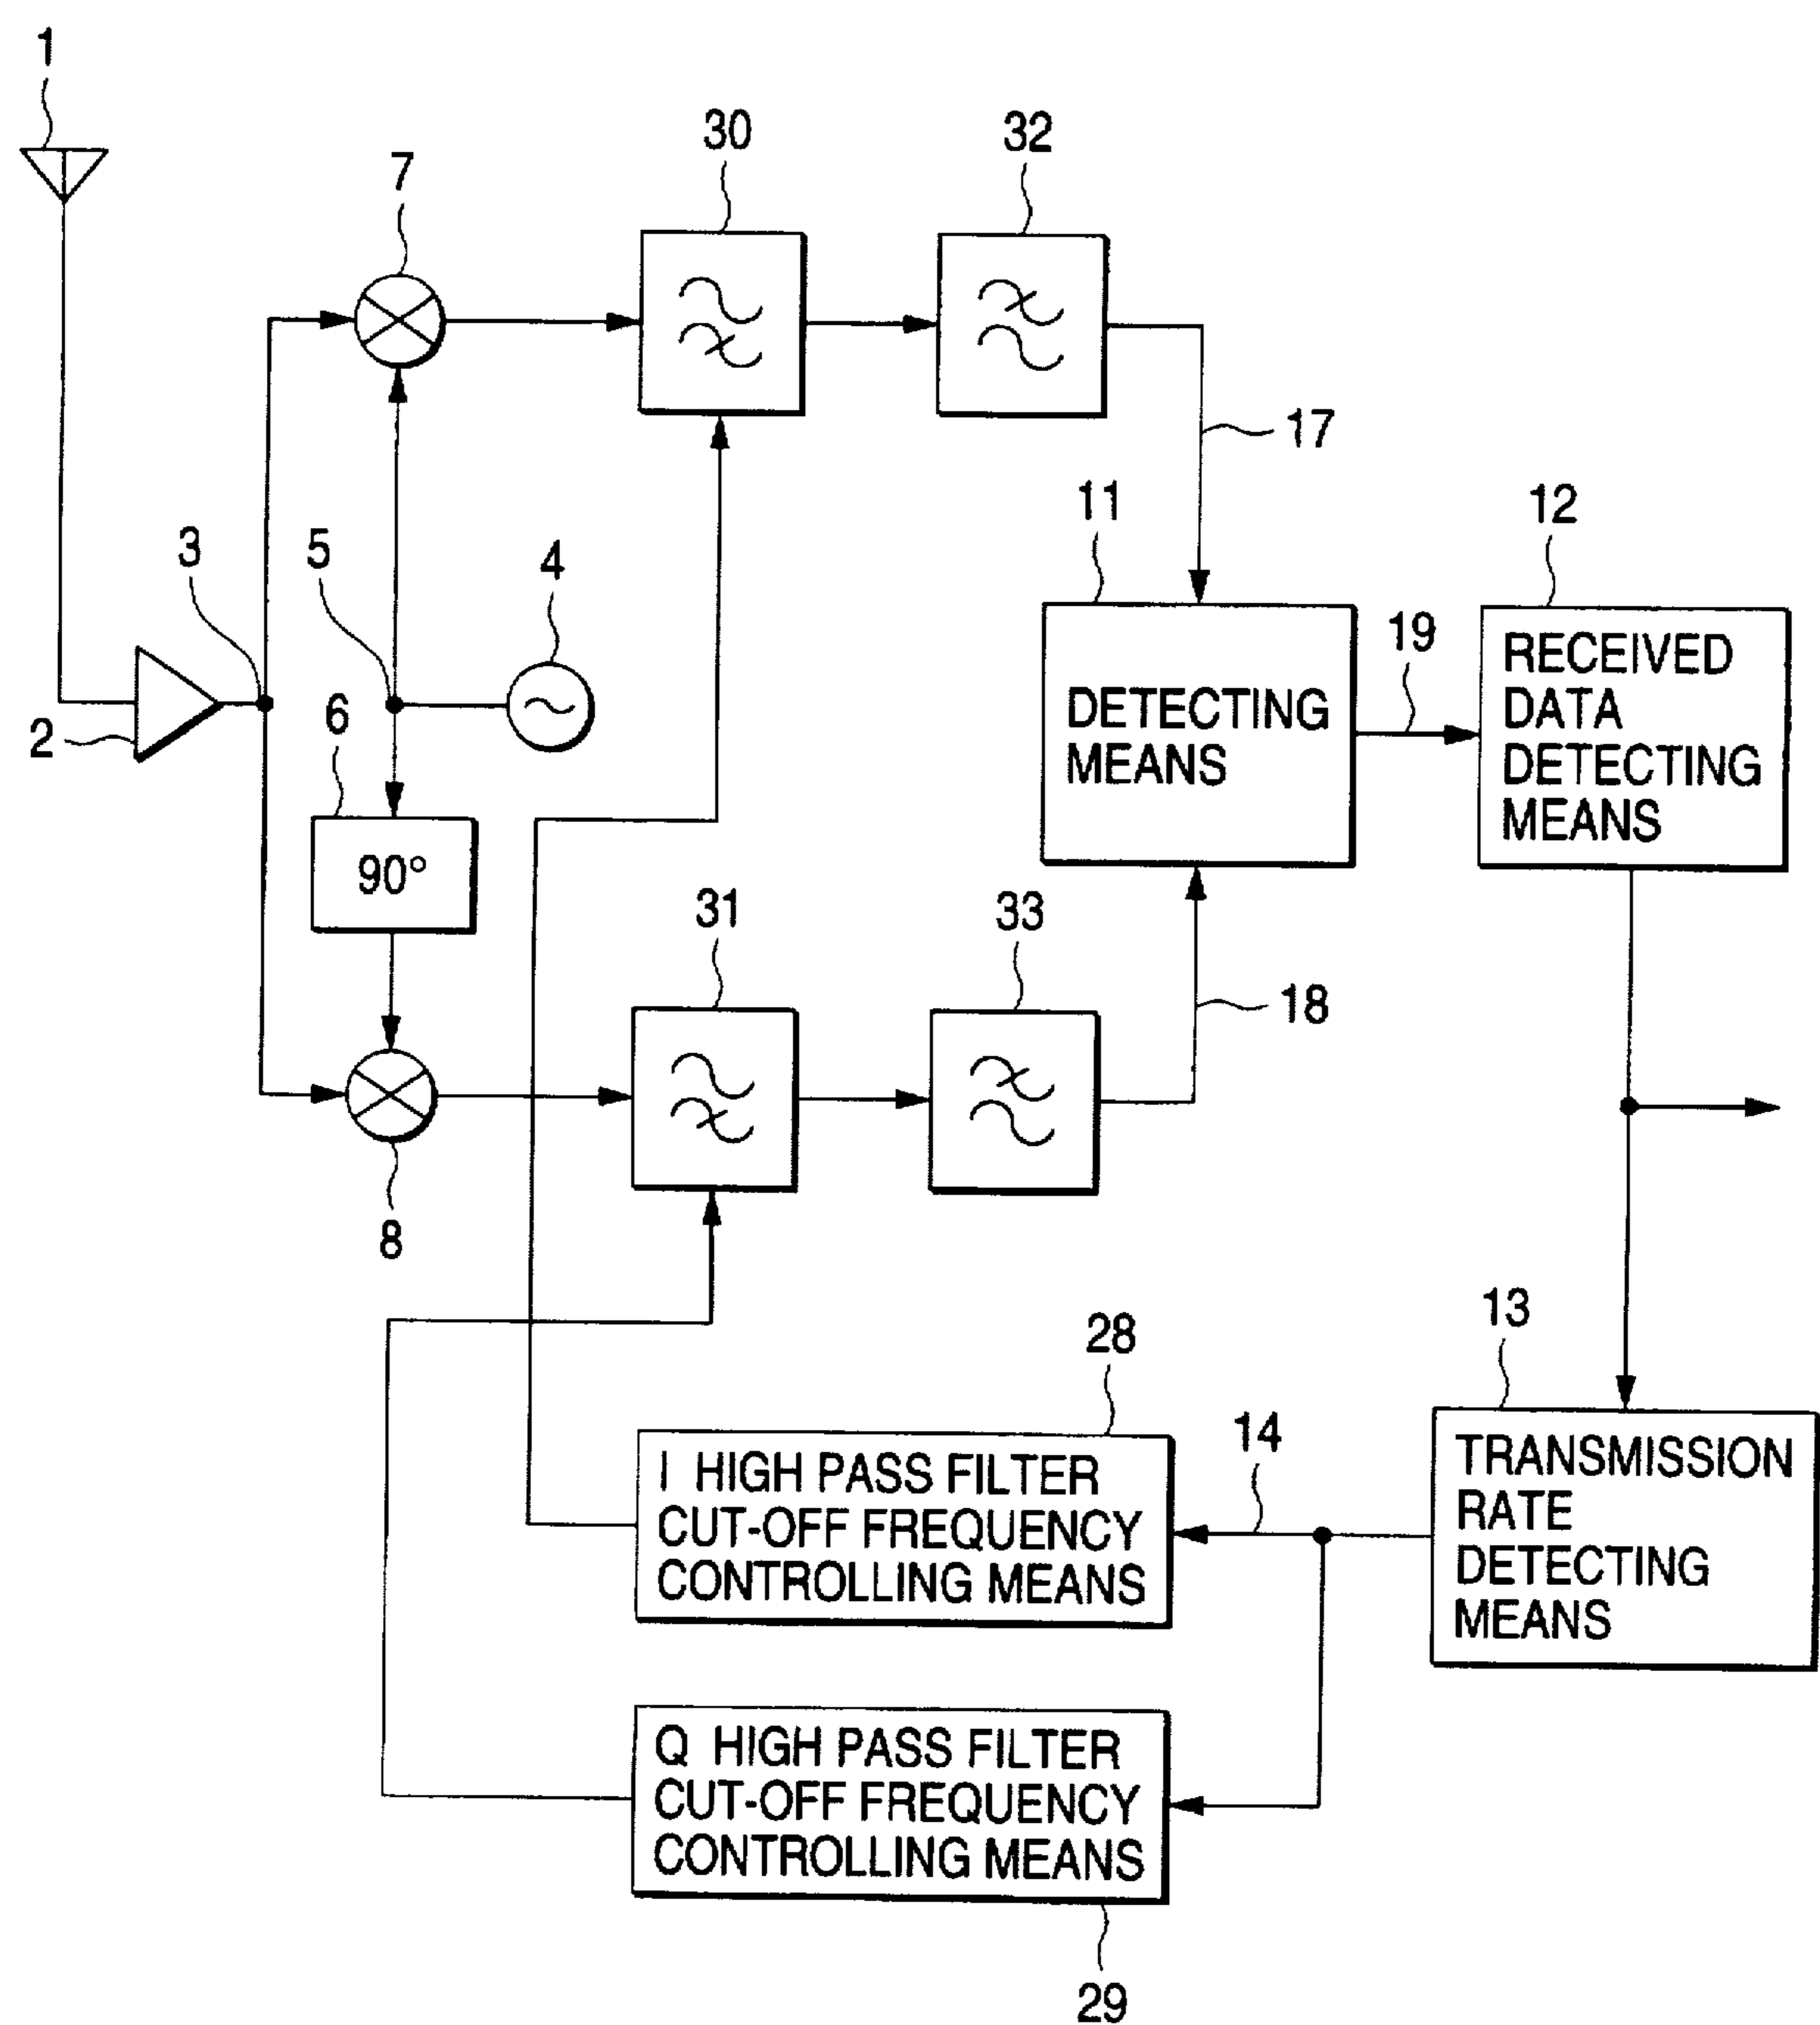 1
30
32
7
17
11
12
3
5
4
19
RECEIVED
DATA
DETECTING
MEANS
DETECTING
MEANS
2
6
90°
31
33
18
8
13
28
14
TRANSMISSION
RATE
DETECTING
MEANS
I HIGH PASS FILTER
CUT-OFF FREQUENCY
CONTROLLING MEANS
Q HIGH PASS FILTER
CUT-OFF FREQUENCY
CONTROLLING MEANS
29